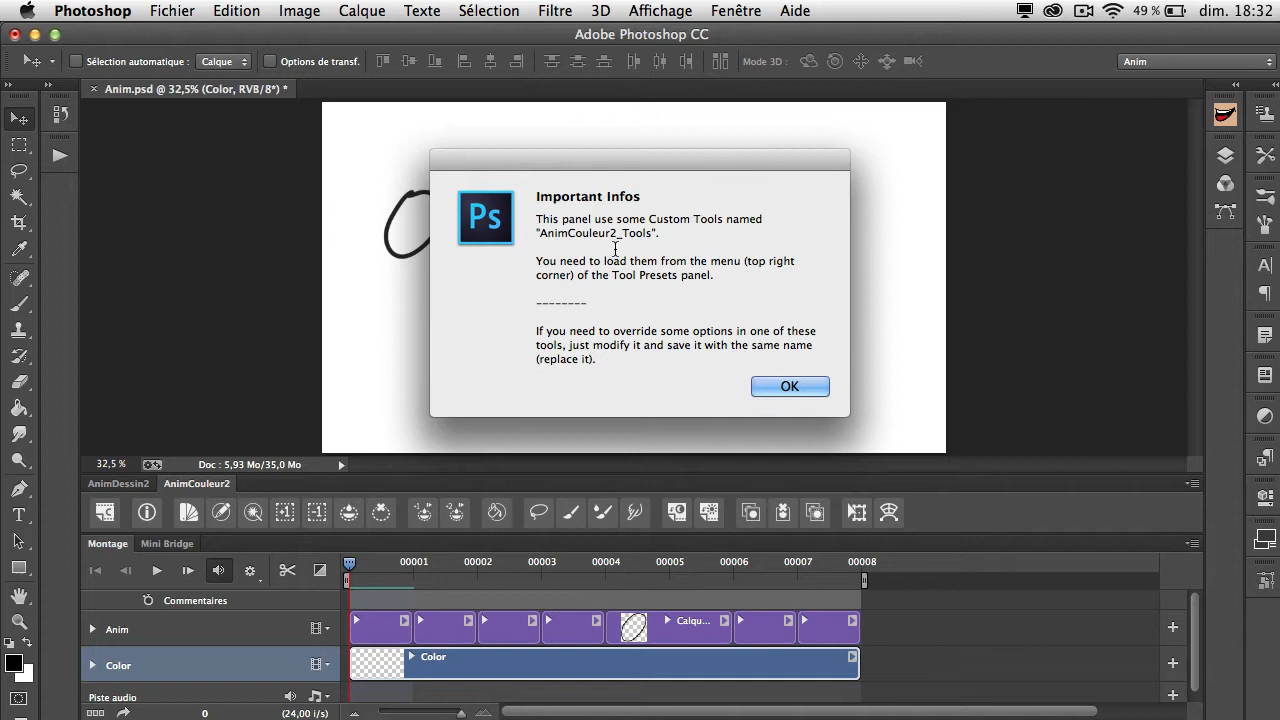 Photoshop Fichier Edition Image Calque Texte Sélection Filtre 3D Affichage Fenêtre Aide 49 % dim. 18:32
Adobe Photoshop CC
Sélection automatique : Calque Options de transf. Mode 3D : Anim
Anim.psd @ 32,5% (Color, RVB/8*) *
Important Infos
Ps
This panel use some Custom Tools named
"AnimCouleur2_Tools".
You need to load them from the menu (top right
corner) of the Tool Presets panel.
--------
If you need to override some options in one of these
tools, just modify it and save it with the same name
(replace it).
OK
32,5 % Doc : 5,93 Mo/35,0 Mo
AnimDessin2 AnimCouleur2
+1 -1 +1 +2
Montage Mini Bridge
00001 00002 00003 00004 00005 00006 00007 00008
Commentaires
Anim Calqu...
Color Color
Piste audio
0 (24,00 i/s)